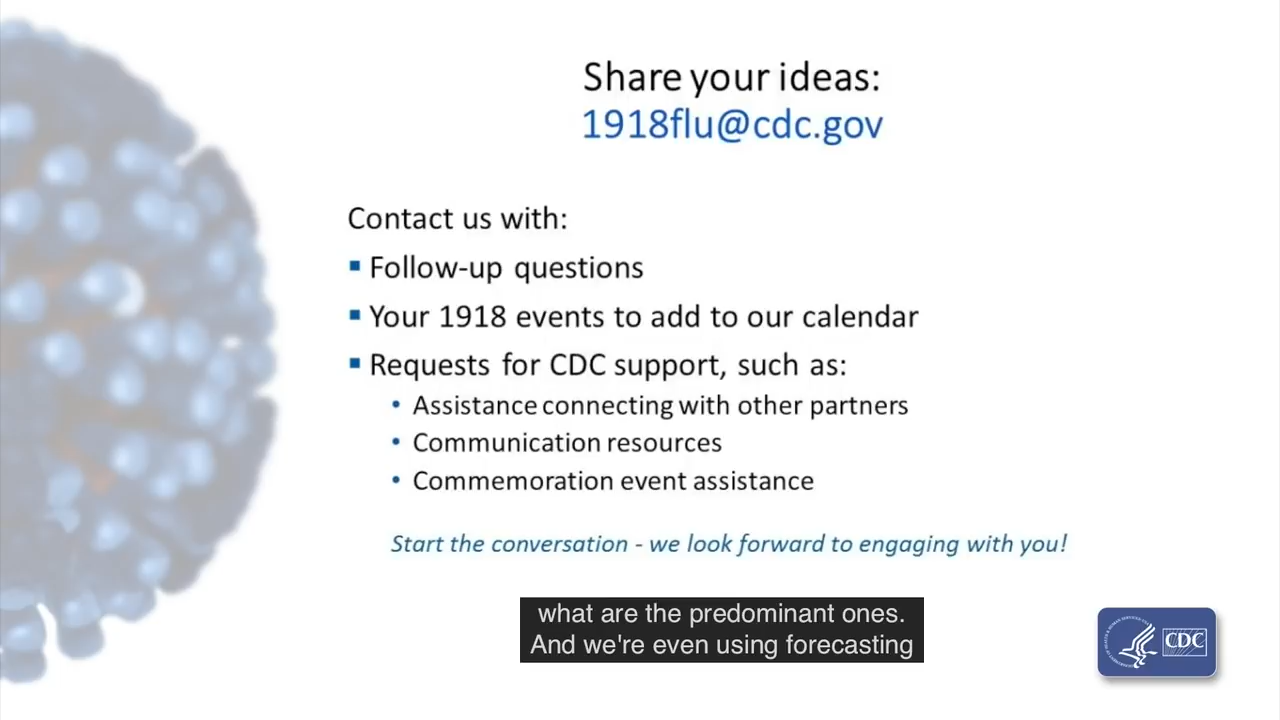 Share your ideas:
1918flu@cdc.gov
Contact us with:
▪ Follow-up questions
▪ Your 1918 events to add to our calendar
▪ Requests for CDC support, such as:
• Assistance connecting with other partners
• Communication resources
• Commemoration event assistance
Start the conversation - we look forward to engaging with you!
what are the predominant ones.
And we're even using forecasting
CDC